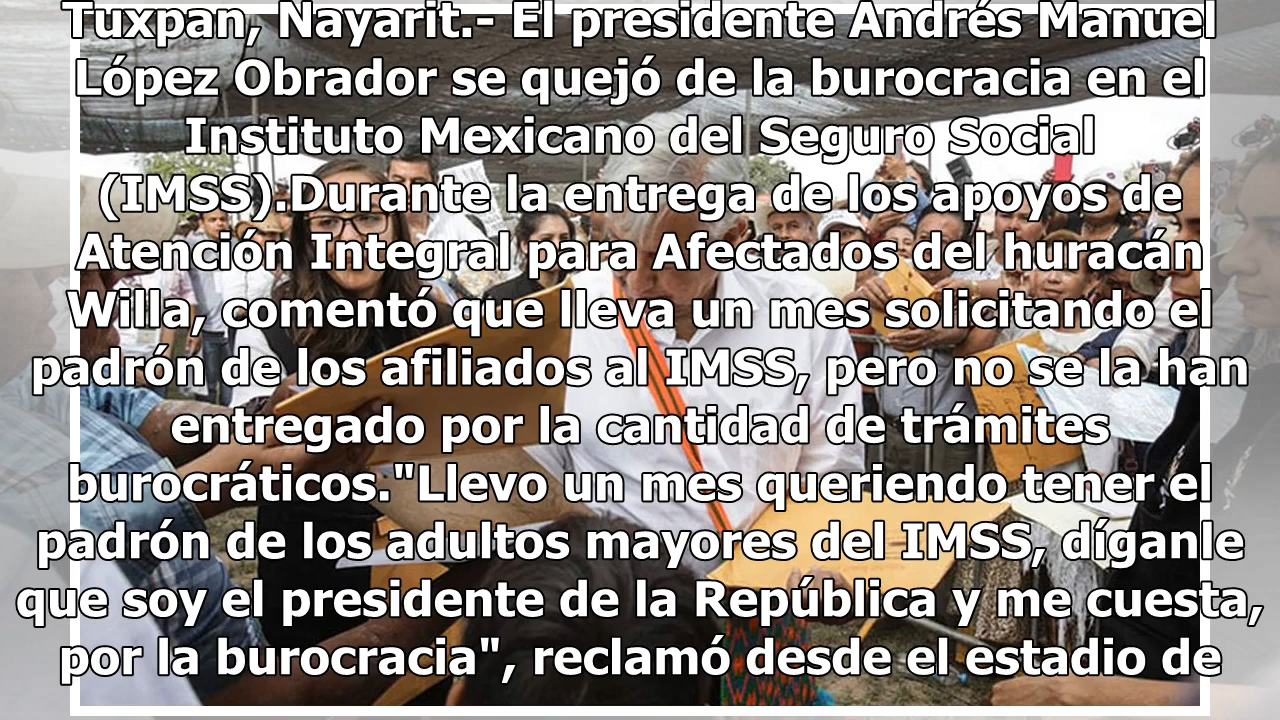 Tuxpan, Nayarit.- El presidente Andrés Manuel
López Obrador se quejó de la burocracia en el
Instituto Mexicano del Seguro Social
(IMSS).Durante la entrega de los apoyos de
Atención Integral para Afectados del huracán
Willa, comentó que lleva un mes solicitando el
padrón de los afiliados al IMSS, pero no se la han
entregado por la cantidad de trámites
burocráticos."Llevo un mes queriendo tener el
padrón de los adultos mayores del IMSS, díganle
que soy el presidente de la República y me cuesta,
por la burocracia", reclamó desde el estadio de